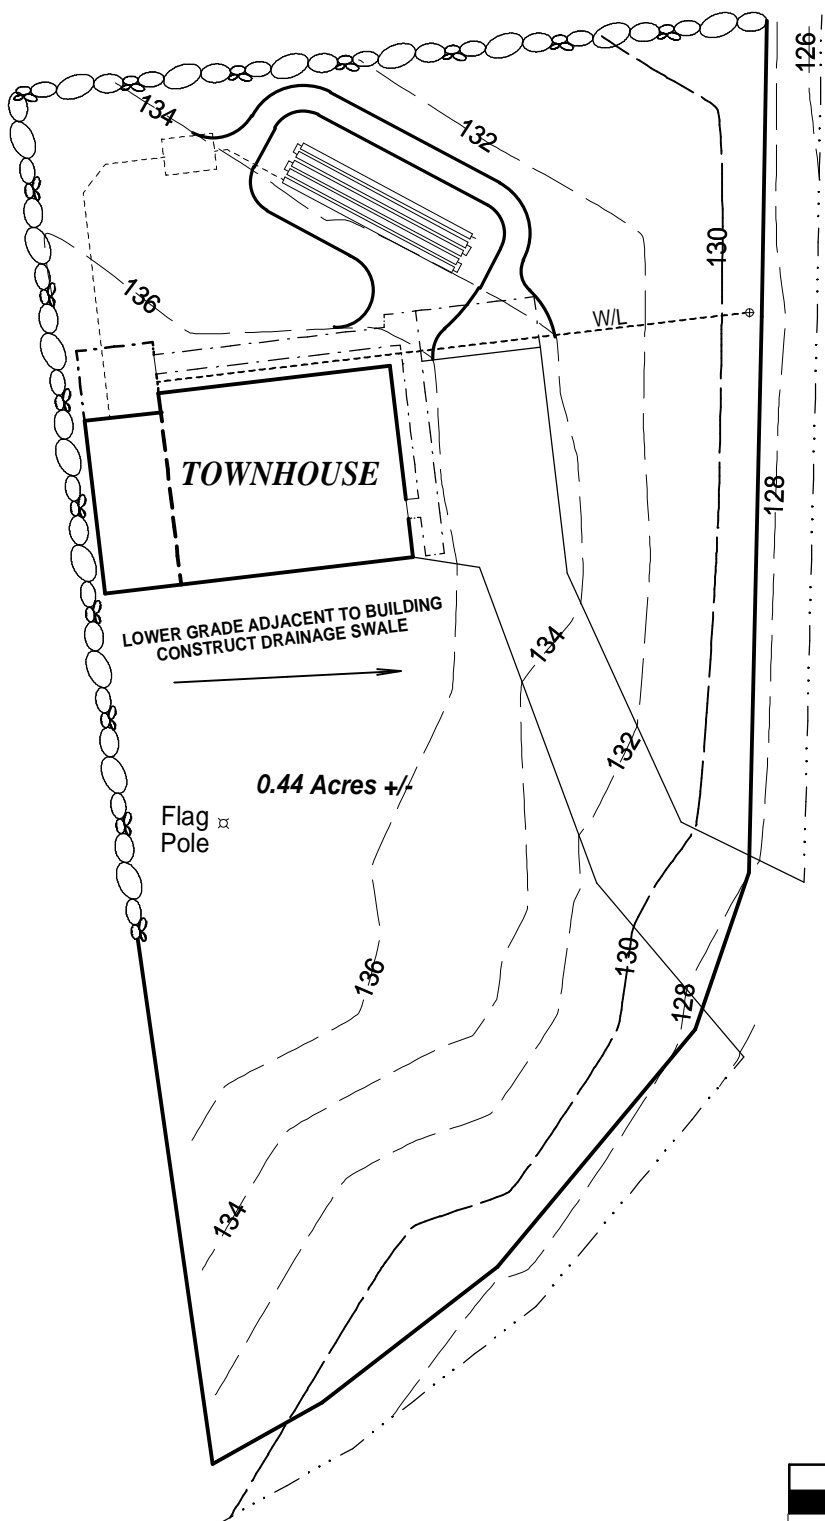 126
134
132
130
136
W/L
TOWNHOUSE
128
LOWER GRADE ADJACENT TO BUILDING
CONSTRUCT DRAINAGE SWALE
134
132
0.44 Acres +/-
Flag
Pole
130
136
128
134